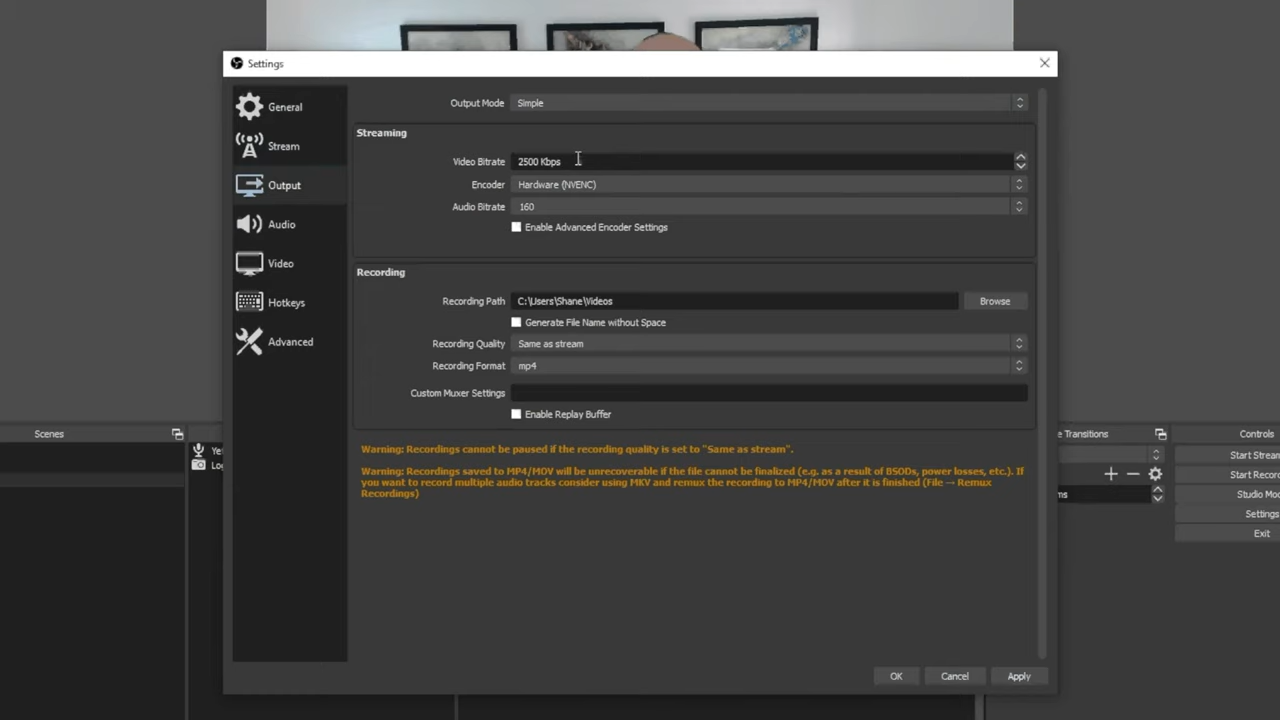 Settings
General
Stream
Output
Audio
Video
Hotkeys
Advanced
Output Mode Simple
Streaming
Video Bitrate 2500 Kbps
Encoder Hardware (NVENC)
Audio Bitrate 160
Enable Advanced Encoder Settings
Recording
Recording Path C:\Users\Shane\Videos Browse
Generate File Name without Space
Recording Quality Same as stream
Recording Format mp4
Custom Muxer Settings
Enable Replay Buffer
Warning: Recordings cannot be paused if the recording quality is set to "Same as stream".
Warning: Recordings saved to MP4/MOV will be unrecoverable if the file cannot be finalized (e.g. as a result of BSODs, power losses, etc.). If
you want to record multiple audio tracks consider using MKV and remux the recording to MP4/MOV after it is finished (File → Remux
Recordings)
OK Cancel Apply
Scenes
Ye
Log
e Transitions
ms
Controls
Start Stream
Start Recor
Studio Mod
Settings
Exit